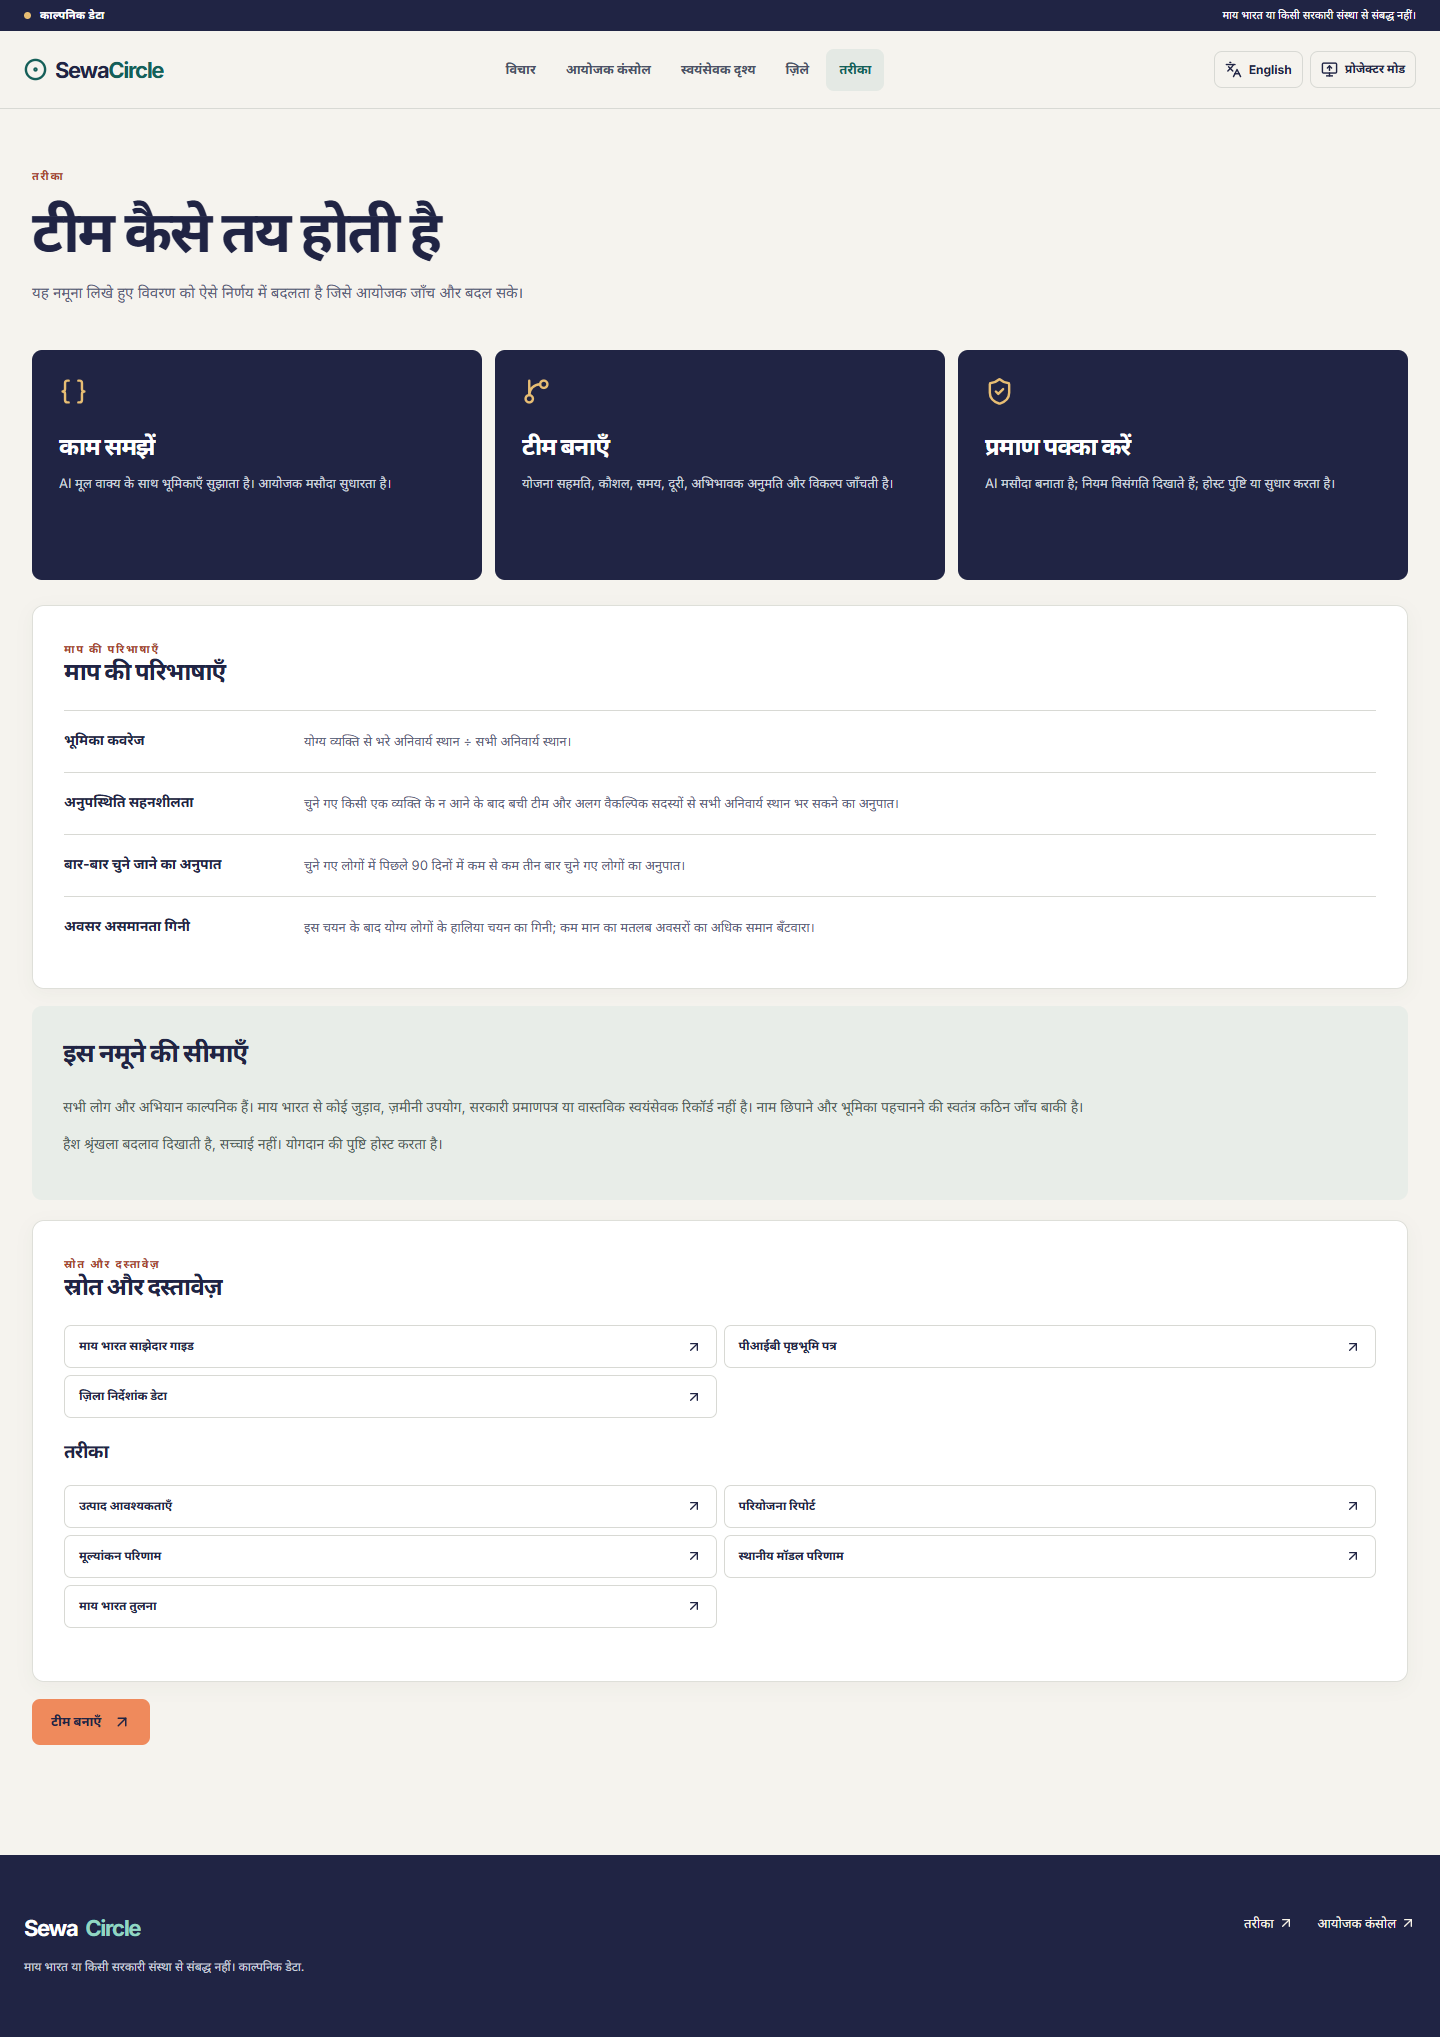 काल्पनिक डेटा
माय भारत या किसी सरकारी संस्था से संबद्ध नहीं।
SewaCircle
विचार
आयोजक कंसोल
स्वयंसेवक दृश्य
ज़िले
तरीका
English
प्रोजेक्टर मोड
तरीका
टीम कैसे तय होती है
यह नमूना लिखे हुए विवरण को ऐसे निर्णय में बदलता है जिसे आयोजक जाँच और बदल सके।
काम समझें
AI मूल वाक्य के साथ भूमिकाएँ सुझाता है। आयोजक मसौदा सुधारता है।
टीम बनाएँ
योजना सहमति, कौशल, समय, दूरी, अभिभावक अनुमति और विकल्प जाँचती है।
प्रमाण पक्का करें
AI मसौदा बनाता है; नियम विसंगति दिखाते हैं; होस्ट पुष्टि या सुधार करता है।
माप की परिभाषाएँ
माप की परिभाषाएँ
भूमिका कवरेज
योग्य व्यक्ति से भरे अनिवार्य स्थान ÷ सभी अनिवार्य स्थान।
अनुपस्थिति सहनशीलता
चुने गए किसी एक व्यक्ति के न आने के बाद बची टीम और अलग वैकल्पिक सदस्यों से सभी अनिवार्य स्थान भर सकने का अनुपात।
बार-बार चुने जाने का अनुपात
चुने गए लोगों में पिछले 90 दिनों में कम से कम तीन बार चुने गए लोगों का अनुपात।
अवसर असमानता गिनी
इस चयन के बाद योग्य लोगों के हालिया चयन का गिनी; कम मान का मतलब अवसरों का अधिक समान बँटवारा।
इस नमूने की सीमाएँ
सभी लोग और अभियान काल्पनिक हैं। माय भारत से कोई जुड़ाव, ज़मीनी उपयोग, सरकारी प्रमाणपत्र या वास्तविक स्वयंसेवक रिकॉर्ड नहीं है। नाम छिपाने और भूमिका पहचानने की स्वतंत्र कठिन जाँच बाकी है।
हैश श्रृंखला बदलाव दिखाती है, सच्चाई नहीं। योगदान की पुष्टि होस्ट करता है।
स्रोत और दस्तावेज़
स्रोत और दस्तावेज़
माय भारत साझेदार गाइड
पीआईबी पृष्ठभूमि पत्र
ज़िला निर्देशांक डेटा
तरीका
उत्पाद आवश्यकताएँ
परियोजना रिपोर्ट
मूल्यांकन परिणाम
स्थानीय मॉडल परिणाम
माय भारत तुलना
टीम बनाएँ
Sewa Circle
तरीका
आयोजक कंसोल
माय भारत या किसी सरकारी संस्था से संबद्ध नहीं। काल्पनिक डेटा.